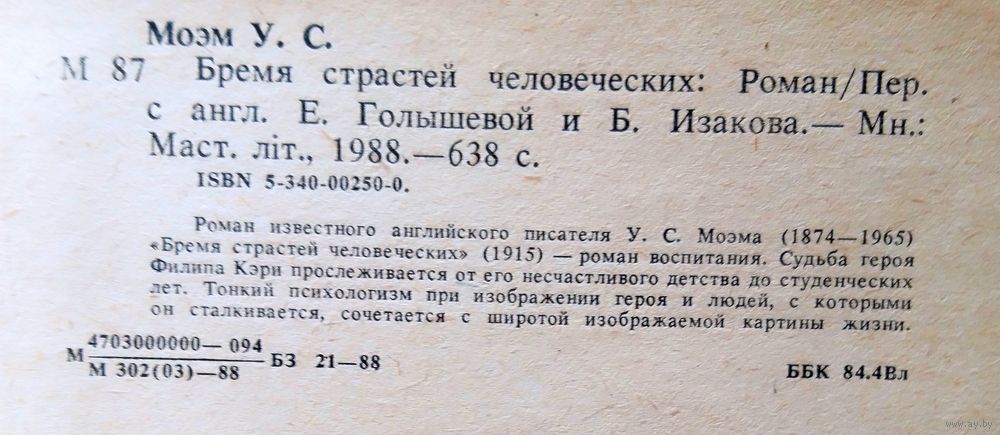 Моэм У. С.
М 87 Бремя страстей человеческих: Роман/Пер.
с англ. Е. Голышевой и Б. Изакова.— Мн.:
Маст. літ., 1988.—638 с.
ISBN 5-340-00250-0.
Роман известного английского писателя У. С. Моэма (1874—1965)
«Бремя страстей человеческих» (1915) — роман воспитания. Судьба героя
Филипа Кэри прослеживается от его несчастливого детства до студенческих
лет. Тонкий психологизм при изображении героя и людей, с которыми
он сталкивается, сочетается с широтой изображаемой картины жизни.
4703000000—094
М БЗ 21—88
М 302(03)—88
ББК 84.4Вл
www.ay.by